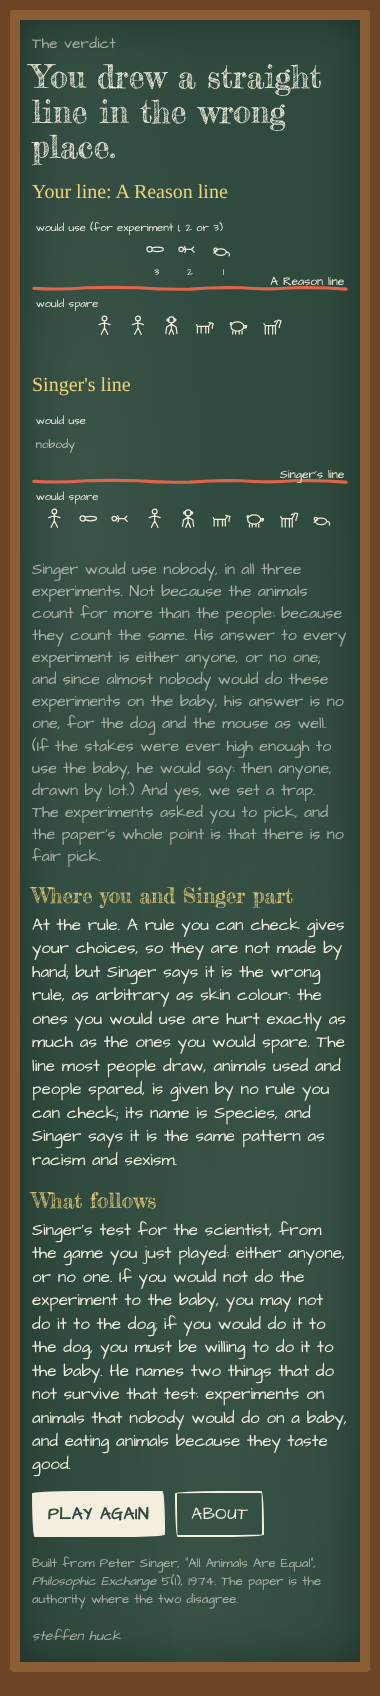 The verdict
You drew a straight
line in the wrong
place.
Your line: A Reason line
would use (for experiment 1, 2 or 3)
3 2 1
A Reason line
would spare
Singer's line
would use
nobody
Singer's line
would spare
Singer would use nobody, in all three
experiments. Not because the animals
count for more than the people: because
they count the same. His answer to every
experiment is either anyone, or no one;
and since almost nobody would do these
experiments on the baby, his answer is no
one, for the dog and the mouse as well.
(If the stakes were ever high enough to
use the baby, he would say: then anyone,
drawn by lot.) And yes, we set a trap.
The experiments asked you to pick, and
the paper's whole point is that there is no
fair pick.
Where you and Singer part
At the rule. A rule you can check gives
your choices, so they are not made by
hand; but Singer says it is the wrong
rule, as arbitrary as skin colour: the
ones you would use are hurt exactly as
much as the ones you would spare. The
line most people draw, animals used and
people spared, is given by no rule you
can check; its name is Species, and
Singer says it is the same pattern as
racism and sexism.
What follows
Singer's test for the scientist, from
the game you just played: either anyone,
or no one. If you would not do the
experiment to the baby, you may not
do it to the dog; if you would do it to
the dog, you must be willing to do it to
the baby. He names two things that do
not survive that test: experiments on
animals that nobody would do on a baby,
and eating animals because they taste
good.
PLAY AGAIN
ABOUT
Built from Peter Singer, "All Animals Are Equal",
Philosophic Exchange 5(1), 1974. The paper is the
authority where the two disagree.
steffen huck